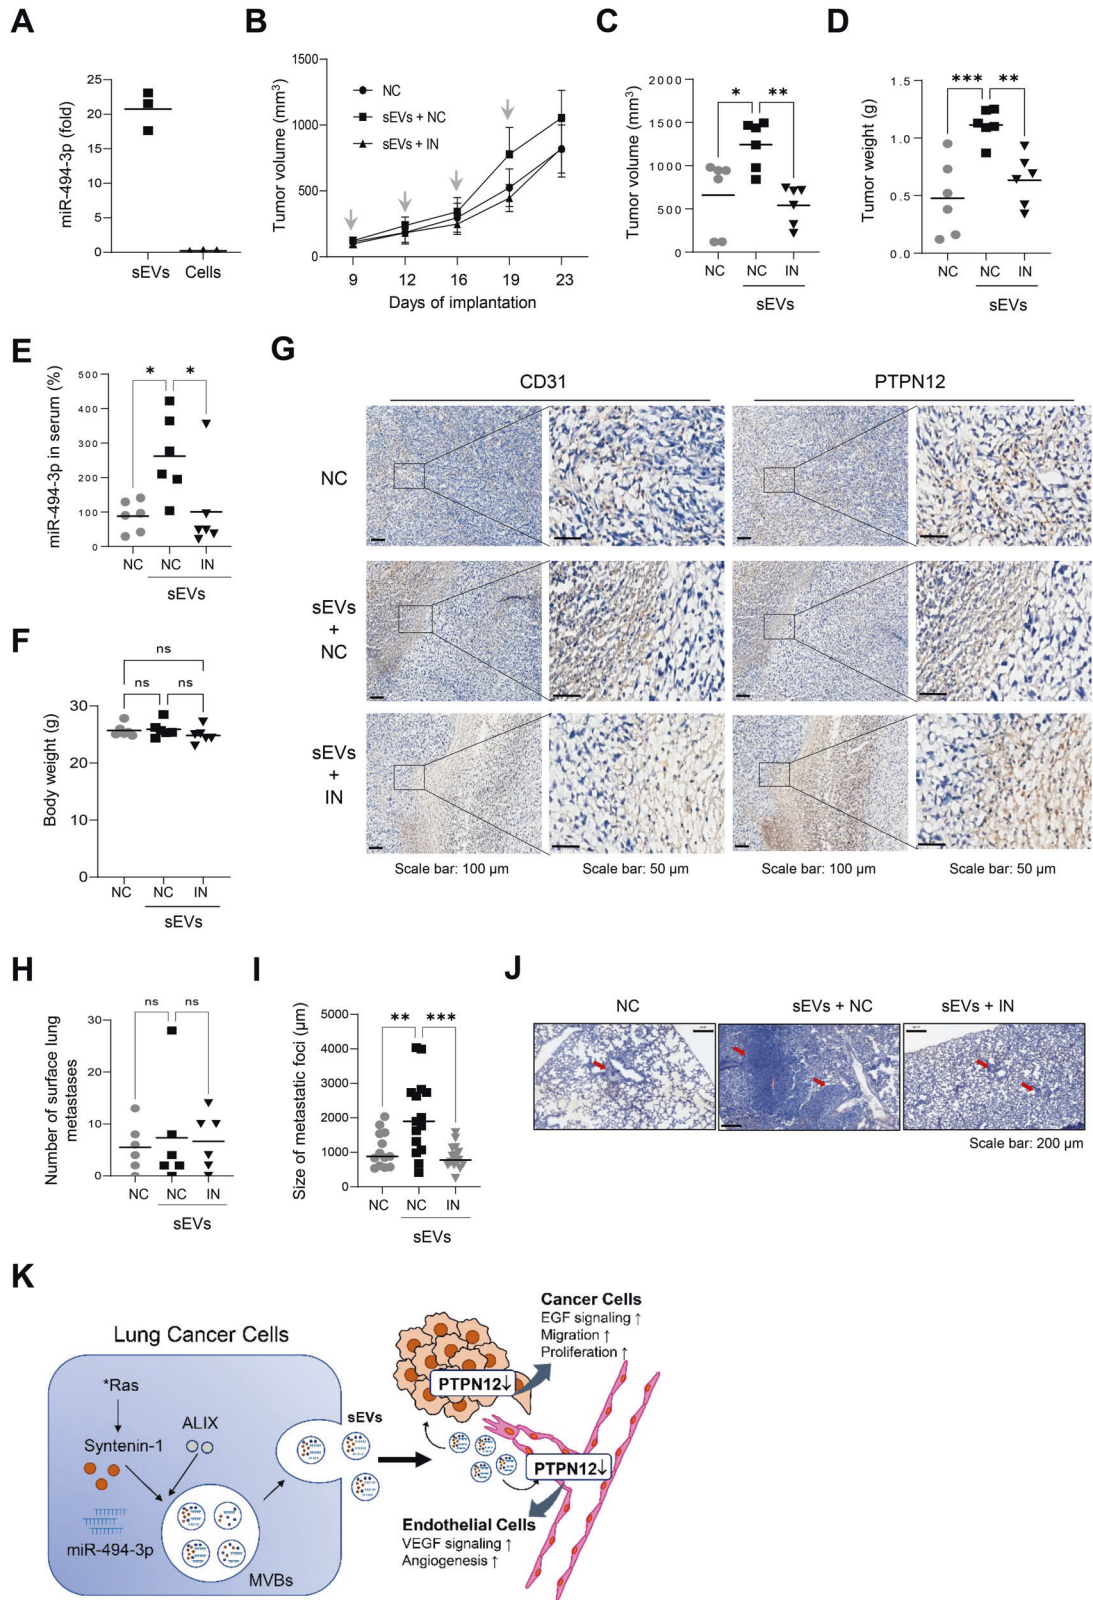 A
miR-494-3p (fold)
25
20
15
10
5
0
sEVs
Cells
B
Tumor volume (mm³)
1500
1000
500
0
NC
sEVs + NC
sEVs + IN
9
12
16
19
23
Days of implantation
C
Tumor volume (mm³)
2000
1500
1000
500
0
*
**
NC
NC
IN
sEVs
D
Tumor weight (g)
1.5
1.0
0.5
0.0
***
**
NC
NC
IN
sEVs
E
miR-494-3p in serum (%)
500
400
300
200
100
0
*
*
NC
NC
IN
sEVs
F
Body weight (g)
30
20
10
0
ns
ns
ns
NC
NC
IN
sEVs
G
CD31
PTPN12
NC
sEVs
+
NC
sEVs
+
IN
Scale bar: 100 µm
Scale bar: 50 µm
Scale bar: 100 µm
Scale bar: 50 µm
H
Number of surface lung
metastases
30
20
10
0
ns
ns
NC
NC
IN
sEVs
I
Size of metastatic foci (µm)
5000
4000
3000
2000
1000
0
**
***
NC
NC
IN
sEVs
J
NC
sEVs + NC
sEVs + IN
Scale bar: 200 µm
K
Lung Cancer Cells
*Ras
Syntenin-1
ALIX
miR-494-3p
MVBs
sEVs
PTPN12↓
Cancer Cells
EGF signaling ↑
Migration ↑
Proliferation ↑
PTPN12↓
Endothelial Cells
VEGF signaling ↑
Angiogenesis ↑